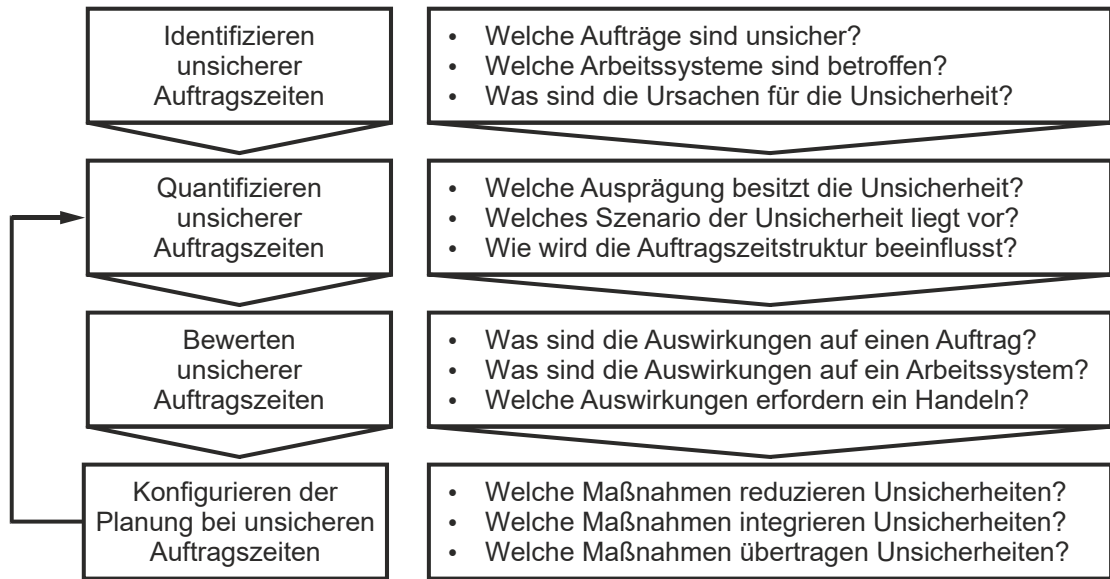 Identifizieren
unsicherer
Auftragszeiten
• Welche Aufträge sind unsicher?
• Welche Arbeitssysteme sind betroffen?
• Was sind die Ursachen für die Unsicherheit?
Quantifizieren
unsicherer
Auftragszeiten
• Welche Ausprägung besitzt die Unsicherheit?
• Welches Szenario der Unsicherheit liegt vor?
• Wie wird die Auftragszeitstruktur beeinflusst?
Bewerten
unsicherer
Auftragszeiten
• Was sind die Auswirkungen auf einen Auftrag?
• Was sind die Auswirkungen auf ein Arbeitssystem?
• Welche Auswirkungen erfordern ein Handeln?
Konfigurieren der
Planung bei unsicheren
Auftragszeiten
• Welche Maßnahmen reduzieren Unsicherheiten?
• Welche Maßnahmen integrieren Unsicherheiten?
• Welche Maßnahmen übertragen Unsicherheiten?